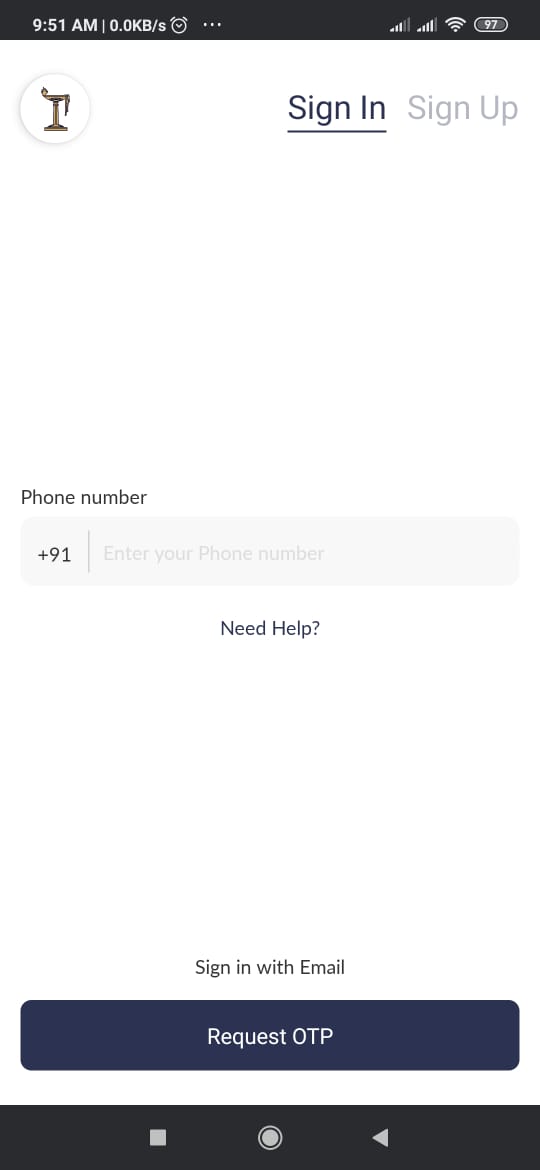 9:51 AM | 0.0KB/s ...
97
Sign In Sign Up
Phone number
+91 Enter your Phone number
Need Help?
Sign in with Email
Request OTP